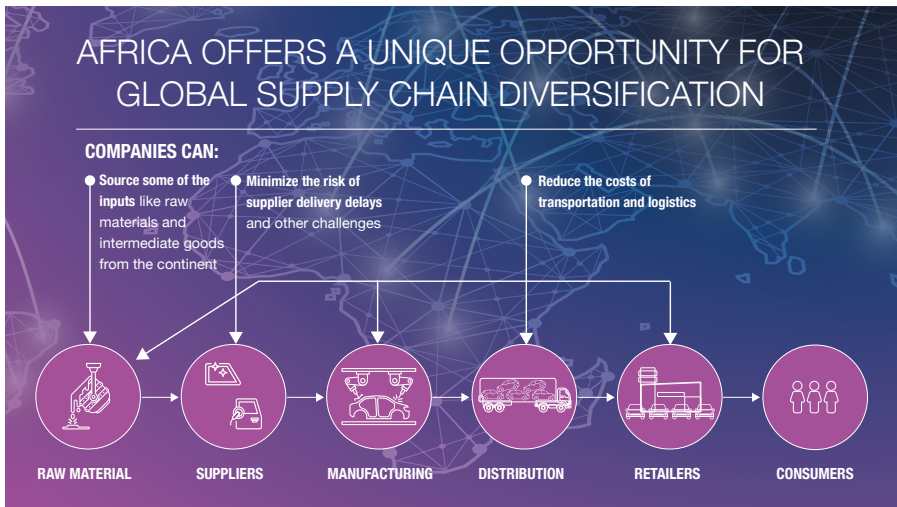 AFRICA OFFERS A UNIQUE OPPORTUNITY FOR
GLOBAL SUPPLY CHAIN DIVERSIFICATION
COMPANIES CAN:
Source some of the
inputs like raw
materials and
intermediate goods
from the continent
Minimize the risk of
supplier delivery delays
and other challenges
Reduce the costs of
transportation and logistics
RAW MATERIAL
SUPPLIERS
MANUFACTURING
DISTRIBUTION
RETAILERS
CONSUMERS